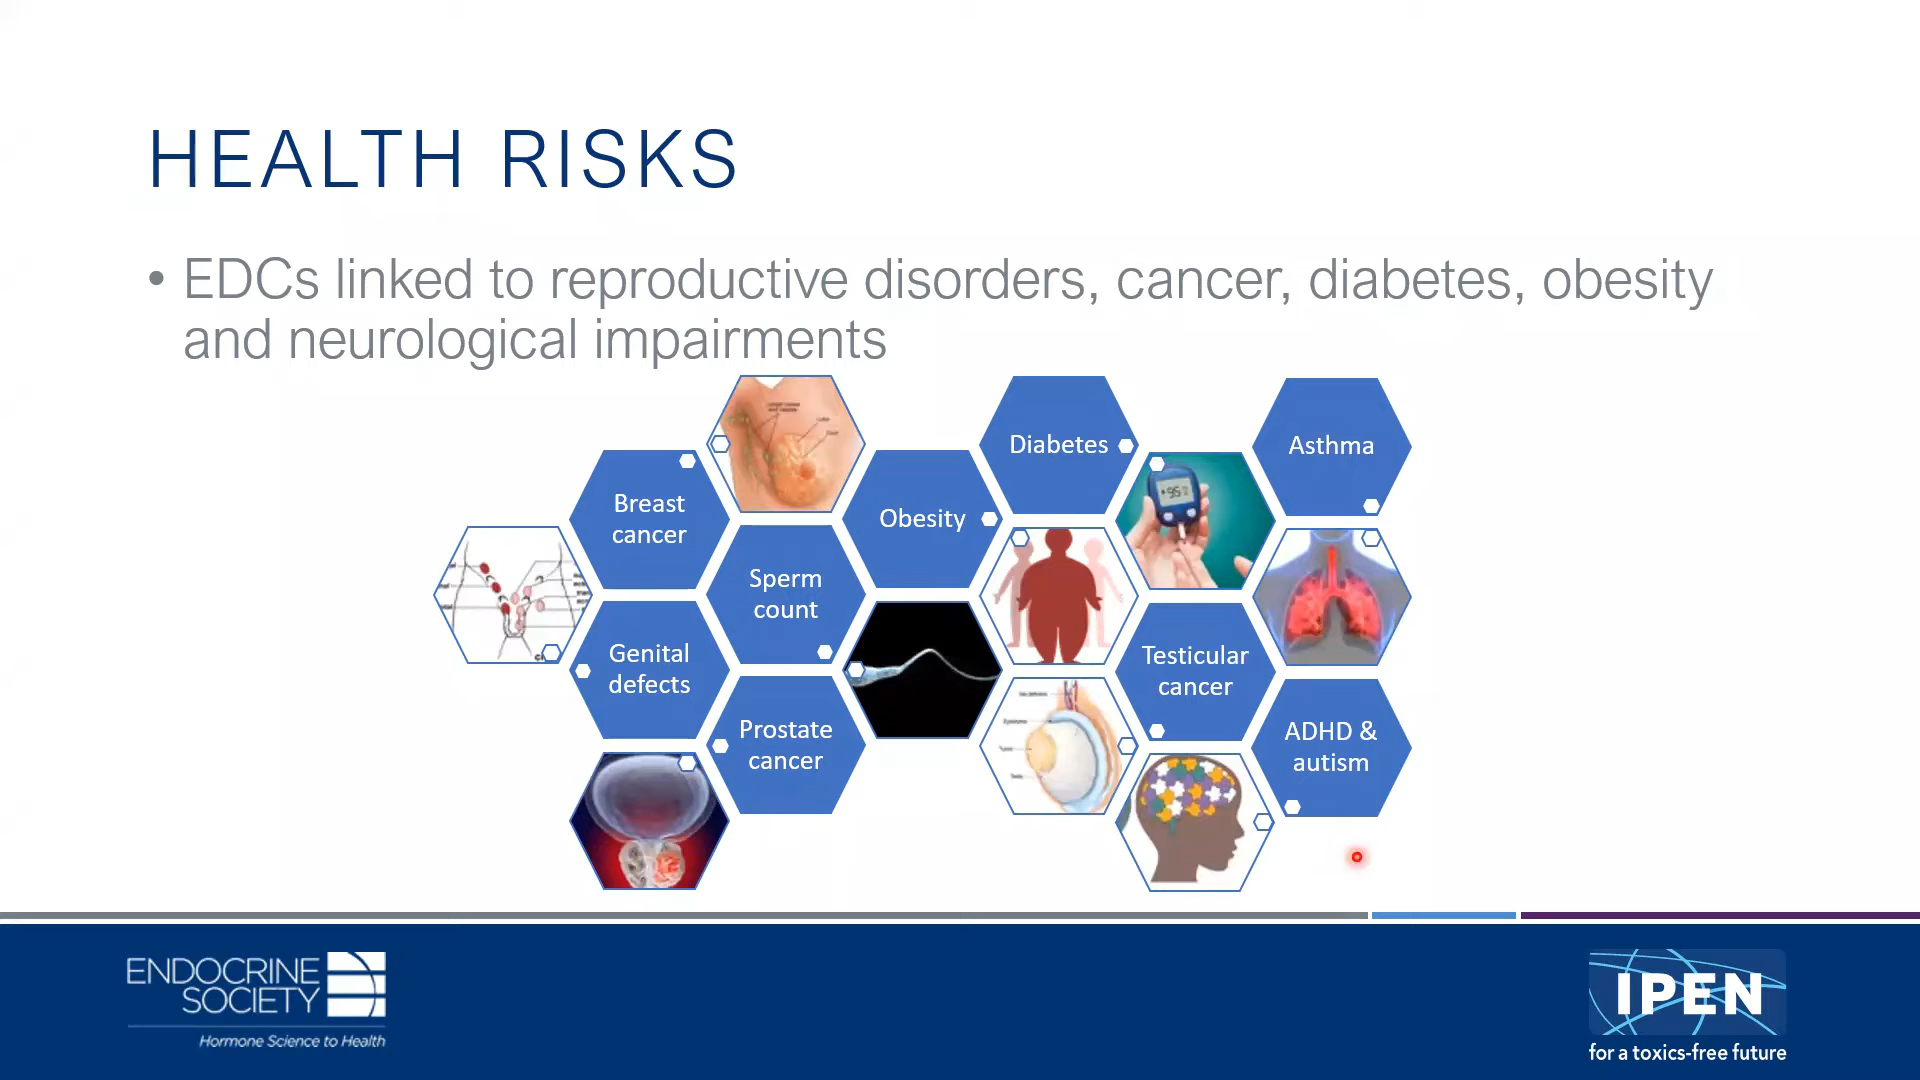 HEALTH RISKS
• EDCs linked to reproductive disorders, cancer, diabetes, obesity
and neurological impairments
Diabetes
Asthma
Breast
cancer
Obesity
Sperm
count
Genital
defects
Testicular
cancer
Prostate
cancer
ADHD &
autism
95
ENDOCRINE
SOCIETY
Hormone Science to Health
IPEN
for a toxics-free future